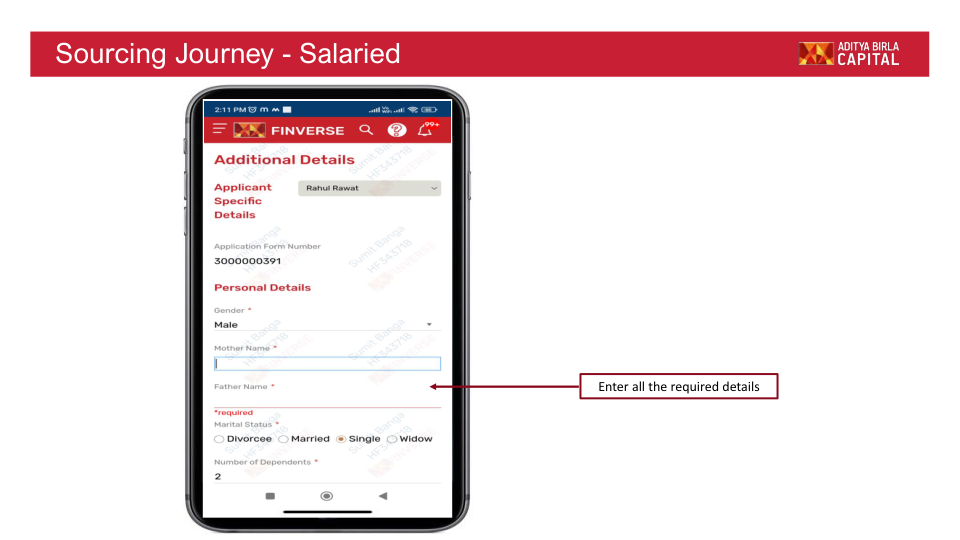 Sourcing Journey - Salaried
ADITYA BIRLA
CAPITAL
2:11 PM
FINVERSE
99+
Additional Details
Applicant
Specific
Details
Rahul Rawat
Application Form Number
3000000391
Personal Details
Gender *
Male
Mother Name *
Father Name *
*required
Marital Status *
Divorcee Married Single Widow
Number of Dependents *
2
Enter all the required details
Sumit Banga
HF343718
FINVERSE